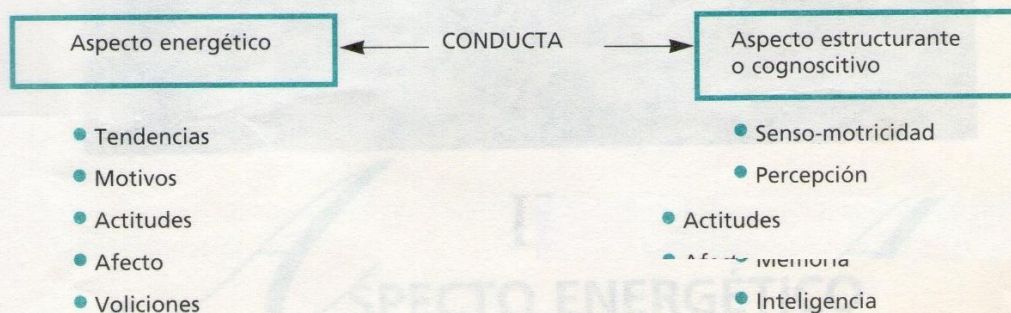 Aspecto energético
CONDUCTA
Aspecto estructurante
o cognoscitivo
• Tendencias
• Motivos
• Actitudes
• Afecto
• Voliciones
• Senso-motricidad
• Percepción
• Actitudes
• Memoria
• Inteligencia
ASPECTO ENERGÉTICO